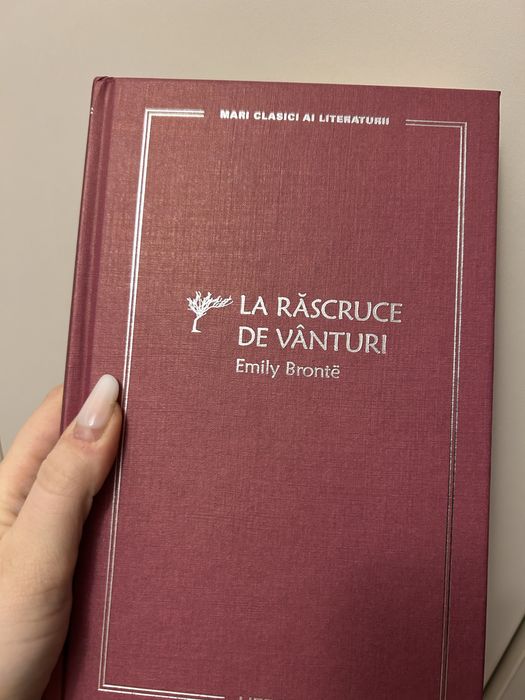 MARI CLASICI AI LITERATURII
LA RĂSCRUCE
DE VÂNTURI
Emily Brontë